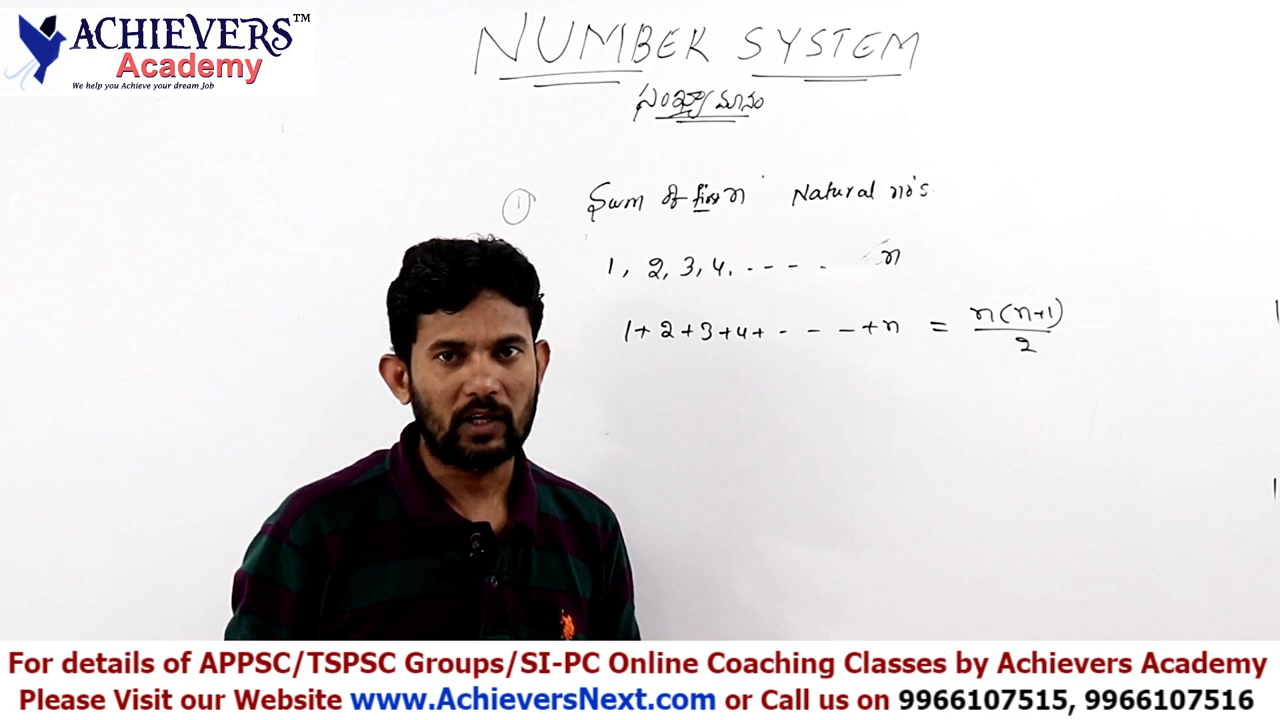 ACHIEVERS™
Academy
We help you Achieve your dream Job
NUMBER SYSTEM
సంఖ్యా మానం
① Sum of first n Natural no's.
1, 2, 3, 4, ---- . n
1+2+3+4+ - - - - +n = n(n+1)/2
For details of APPSC/TSPSC Groups/SI-PC Online Coaching Classes by Achievers Academy
Please Visit our Website www.AchieversNext.com or Call us on 9966107515, 9966107516